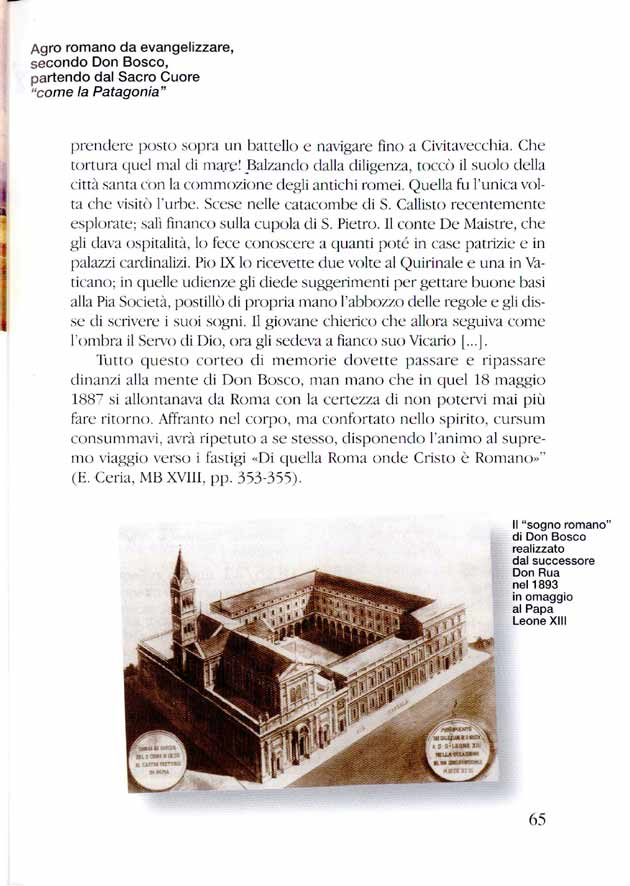 Agro romano da evangelizzare,
secondo Don Bosco,
partendo dal Sacro Cuore
"come la Patagonia"
prendere posto sopra un battello e navigare fino a Civitavecchia. Che
tortura quel mal di mare! Balzando dalla diligenza, toccò il suolo della
città santa con la commozione degli antichi romei. Quella fu l'unica vol-
ta che visitò l'urbe. Scese nelle catacombe di S. Callisto recentemente
esplorate; salì financo sulla cupola di S. Pietro. Il conte De Maistre, che
gli dava ospitalità, lo fece conoscere a quanti poté in case patrizie e in
palazzi cardinalizi. Pio IX lo ricevette due volte al Quirinale e una in Va-
ticano; in quelle udienze gli diede suggerimenti per gettare buone basi
alla Pia Società, postillò di propria mano l'abbozzo delle regole e gli dis-
se di scrivere i suoi sogni. Il giovane chierico che allora seguiva come
l'ombra il Servo di Dio, ora gli sedeva a fianco suo Vicario [...].
Tutto questo corteo di memorie dovette passare e ripassare
dinanzi alla mente di Don Bosco, man mano che in quel 18 maggio
1887 si allontanava da Roma con la certezza di non potervi mai più
fare ritorno. Affranto nel corpo, ma confortato nello spirito, cursum
consummavi, avrà ripetuto a se stesso, disponendo l'animo al supre-
mo viaggio verso i fastigi «Di quella Roma onde Cristo è Romano»"
(E. Ceria, MB XVIII, pp. 353-355).
Il "sogno romano"
di Don Bosco
realizzato
dal successore
Don Rua
nel 1893
in omaggio
al Papa
Leone XIII
VIA
IN ROMA
65